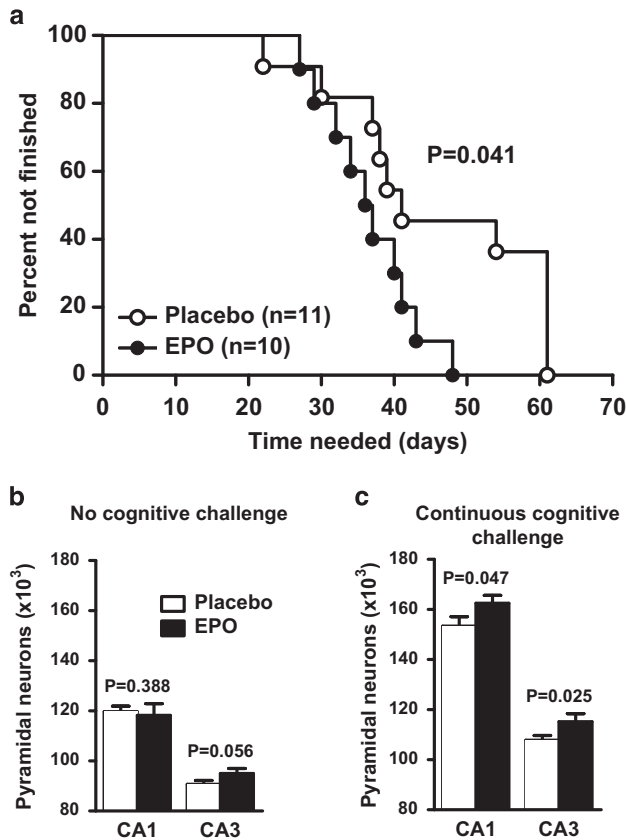 a
100
80
60
40
20
0
Percent not finished
P=0.041
Placebo (n=11)
EPO (n=10)
0 10 20 30 40 50 60 70
Time needed (days)
b
No cognitive challenge
180
160
140
120
100
80
Pyramidal neurons (x10³)
Placebo
EPO
P=0.388
P=0.056
CA1 CA3
c
Continuous cognitive
challenge
180
160
140
120
100
80
Pyramidal neurons (x10³)
P=0.047
P=0.025
CA1 CA3